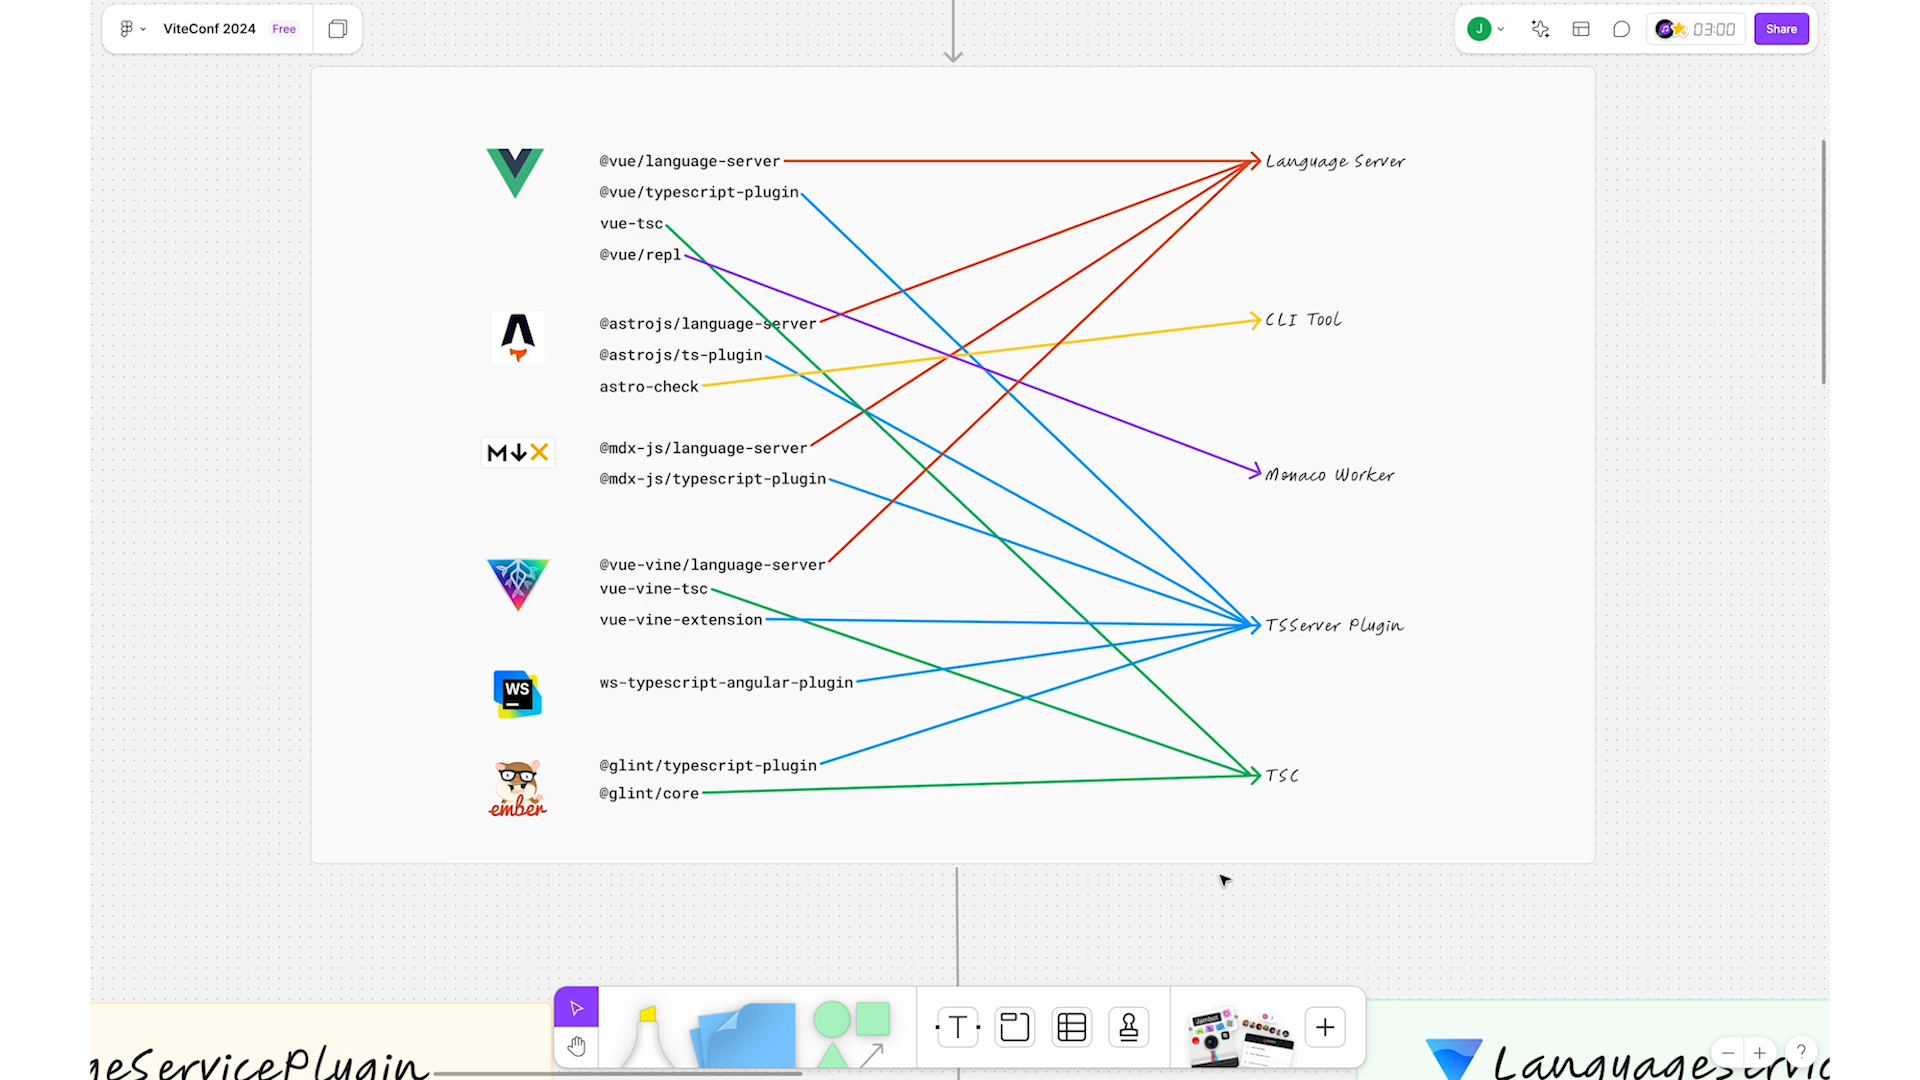 ViteConf 2024 Free
J
03:00
Share
@vue/language-server
Language Server
@vue/typescript-plugin
vue-tsc
@vue/repl
@astrojs/language-server
CLI Tool
@astrojs/ts-plugin
astro-check
M
@mdx-js/language-server
Monaco Worker
@mdx-js/typescript-plugin
@vue-vine/language-server
vue-vine-tsc
vue-vine-extension
TSServer Plugin
WS
ws-typescript-angular-plugin
@glint/typescript-plugin
TSC
@glint/core
ember
T
Jambot
geServicePlugin
LanguageServic
?